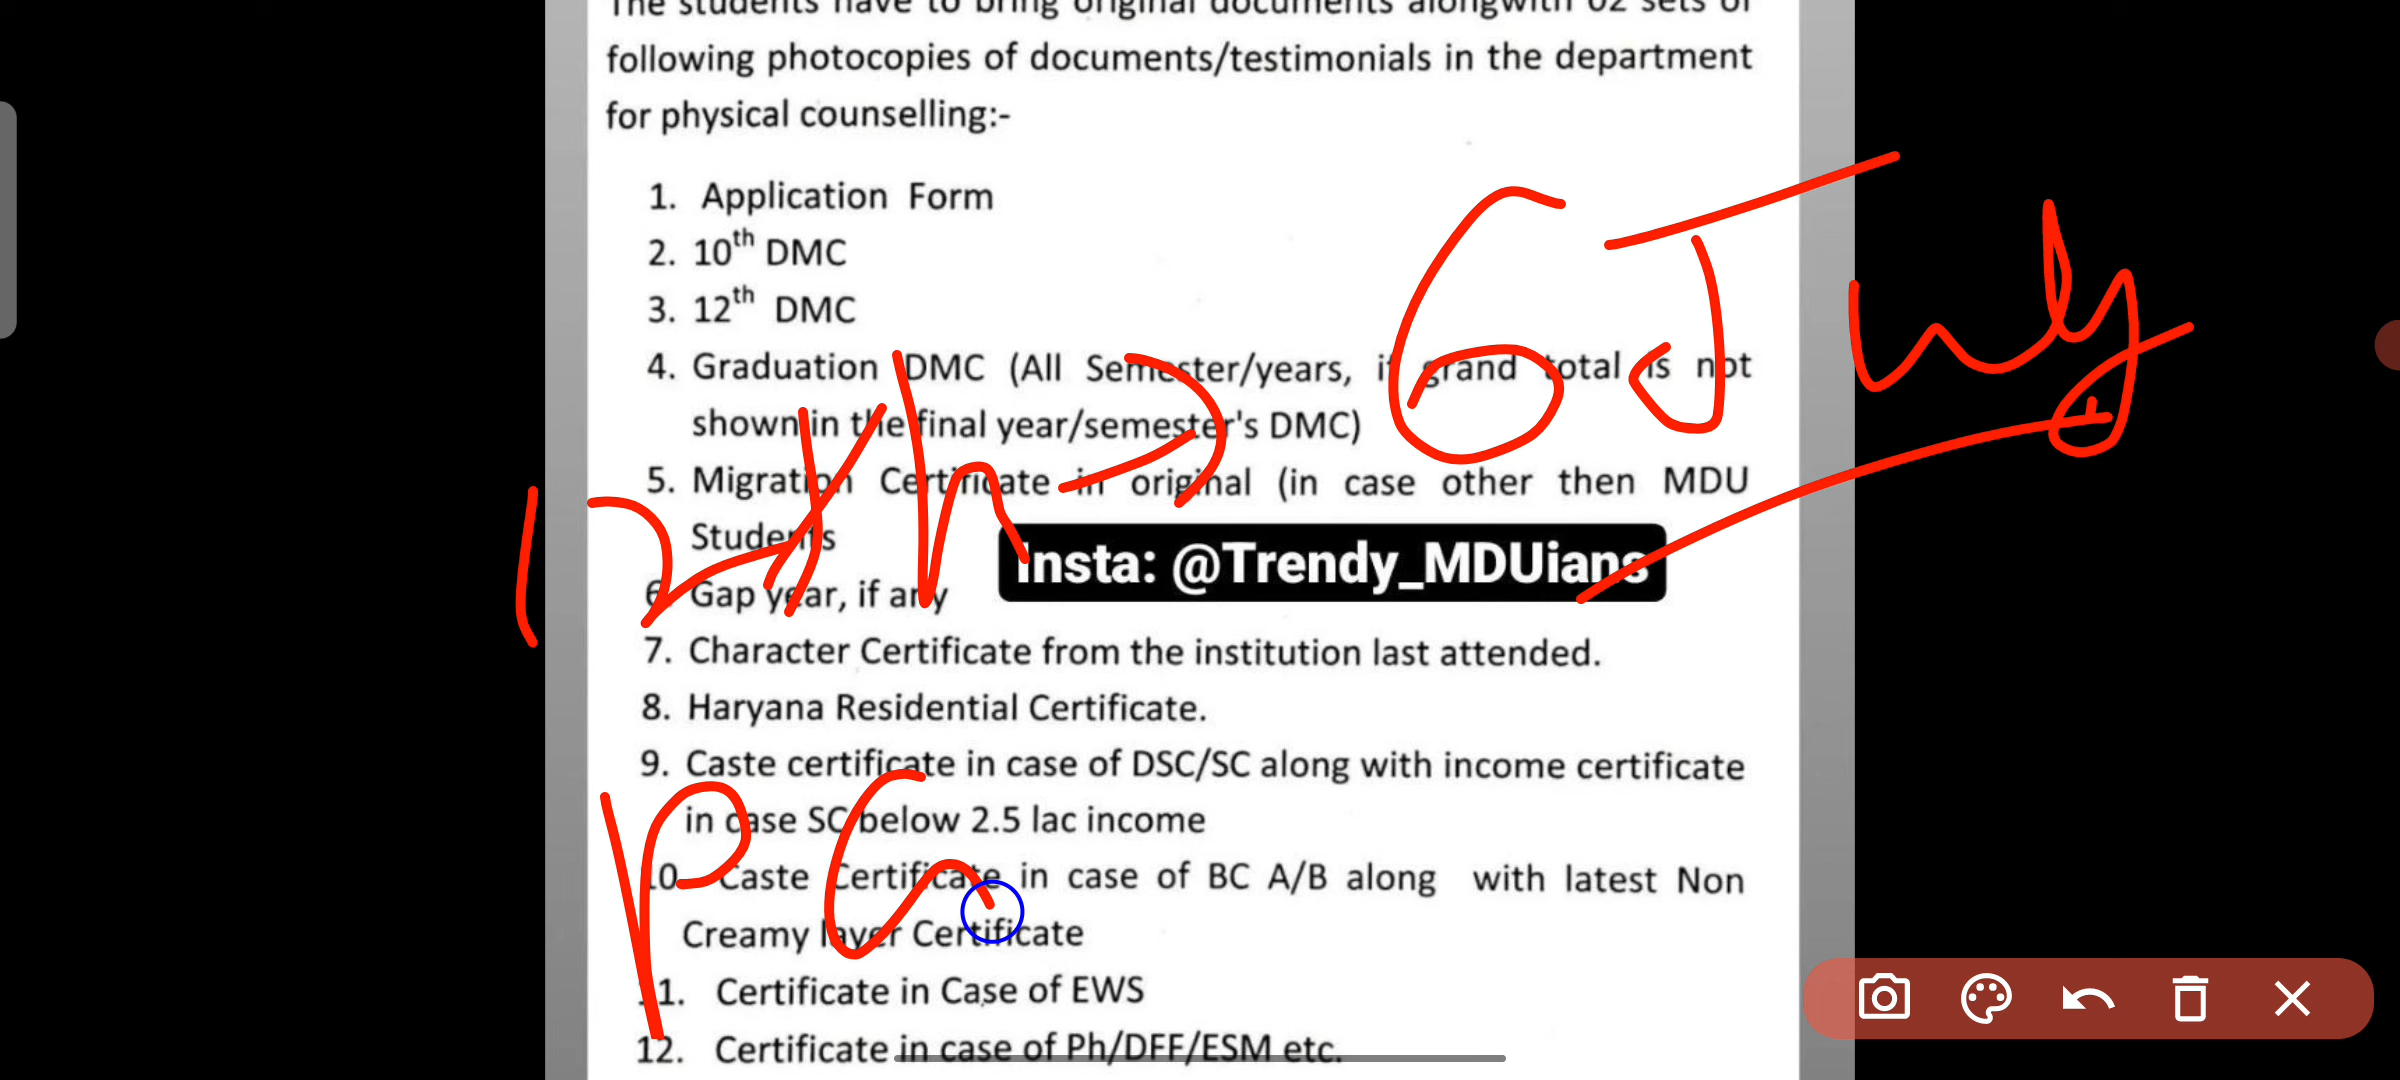 The students have to bring original documents alongwith 02 sets of
following photocopies of documents/testimonials in the department
for physical counselling:-
1. Application Form
2. 10th DMC
3. 12th DMC
4. Graduation DMC (All Semester/years, if grand total is not
shown in the final year/semester's DMC)
5. Migration Certificate in original (in case other then MDU
Students
6. Gap year, if any
7. Character Certificate from the institution last attended.
8. Haryana Residential Certificate.
9. Caste certificate in case of DSC/SC along with income certificate
in case SC below 2.5 lac income
10. Caste Certificate in case of BC A/B along with latest Non
Creamy layer Certificate
11. Certificate in Case of EWS
12. Certificate in case of Ph/DFF/ESM etc.
Insta: @Trendy_MDUians
6 July
12th